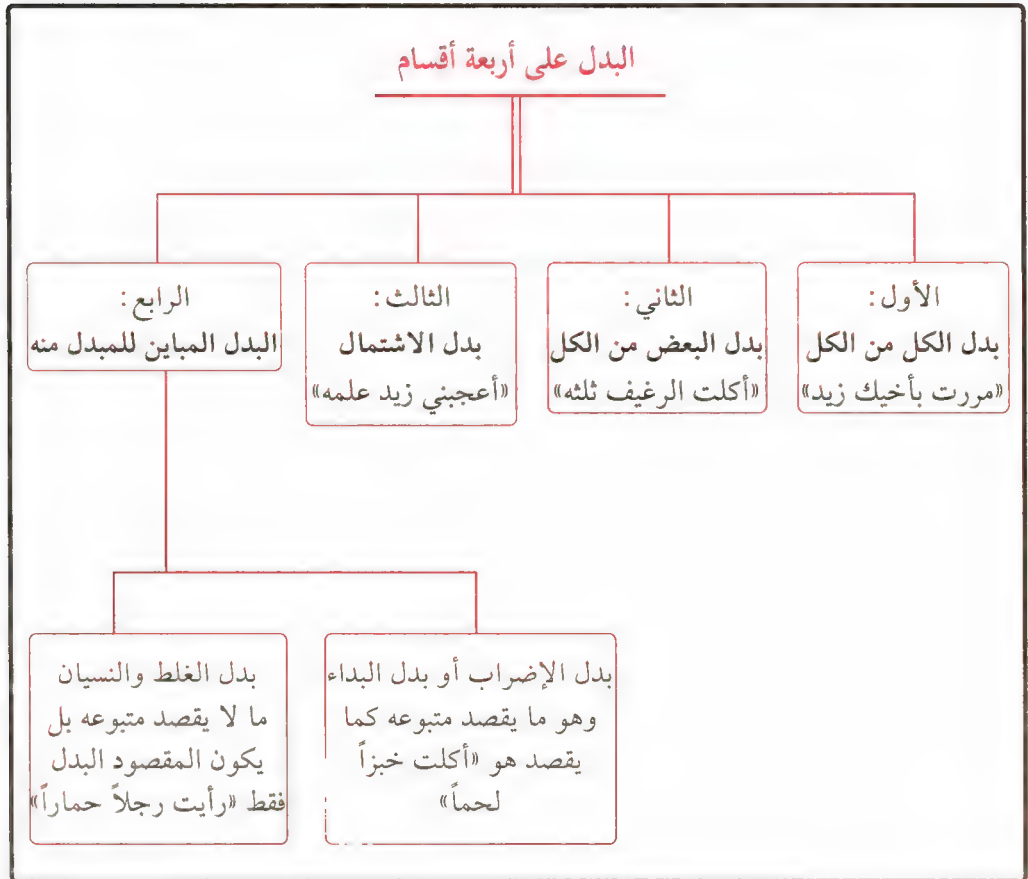 البدل على أربعة أقسام
الأول:
بدل الكل من الكل
«مررت بأخيك زيد»
الثاني:
بدل البعض من الكل
«أكلت الرغيف ثلثه»
الثالث:
بدل الاشتمال
«أعجبني زيد علمه»
الرابع:
البدل المباين للمبدل منه
بدل الإضراب أو بدل البداء
وهو ما يقصد متبوعه كما
يقصد هو «أكلت خبزاً
لحماً»
بدل الغلط والنسيان
ما لا يقصد متبوعه بل
يكون المقصود البدل
فقط «رأيت رجلاً حماراً»